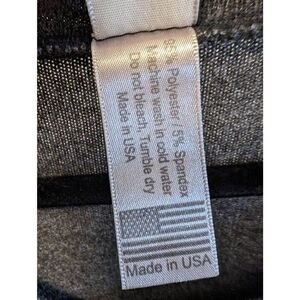 95% Polyester / 5% Spandex
Machine wash in cold water
Do not bleach, Tumble dry
Made in USA
Made in USA